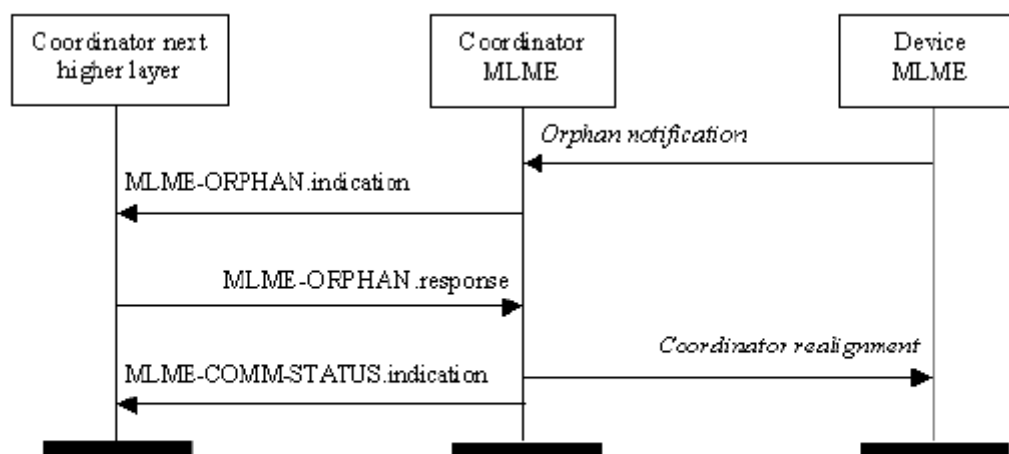 Coordinator next
higher layer
Coordinator
MLME
Device
MLME
Orphan notification
MLME-ORPHAN.indication
MLME-ORPHAN.response
Coordinator realignment
MLME-COMM-STATUS.indication